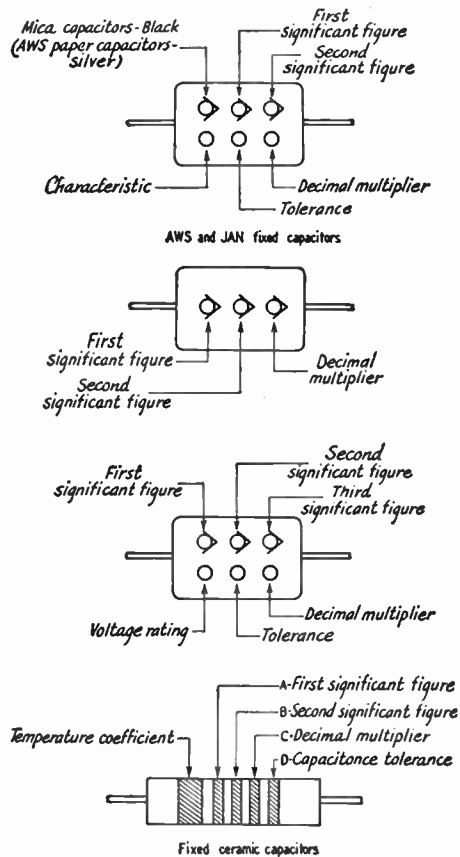 Mica capacitors-Black
(AWS paper capacitors-
silver)
First
significant figure
Second
significant figure
Characteristic
Decimal multiplier
Tolerance
AWS and JAN fixed capacitors
First
significant figure
Second
significant figure
Decimal
multiplier
First
significant figure
Second
significant figure
Third
significant figure
Voltage rating
Tolerance
Decimal multiplier
Temperature coefficient
A-First significant figure
B-Second significant figure
C-Decimal multiplier
D-Capacitonce tolerance
Fixed ceramic capacitors